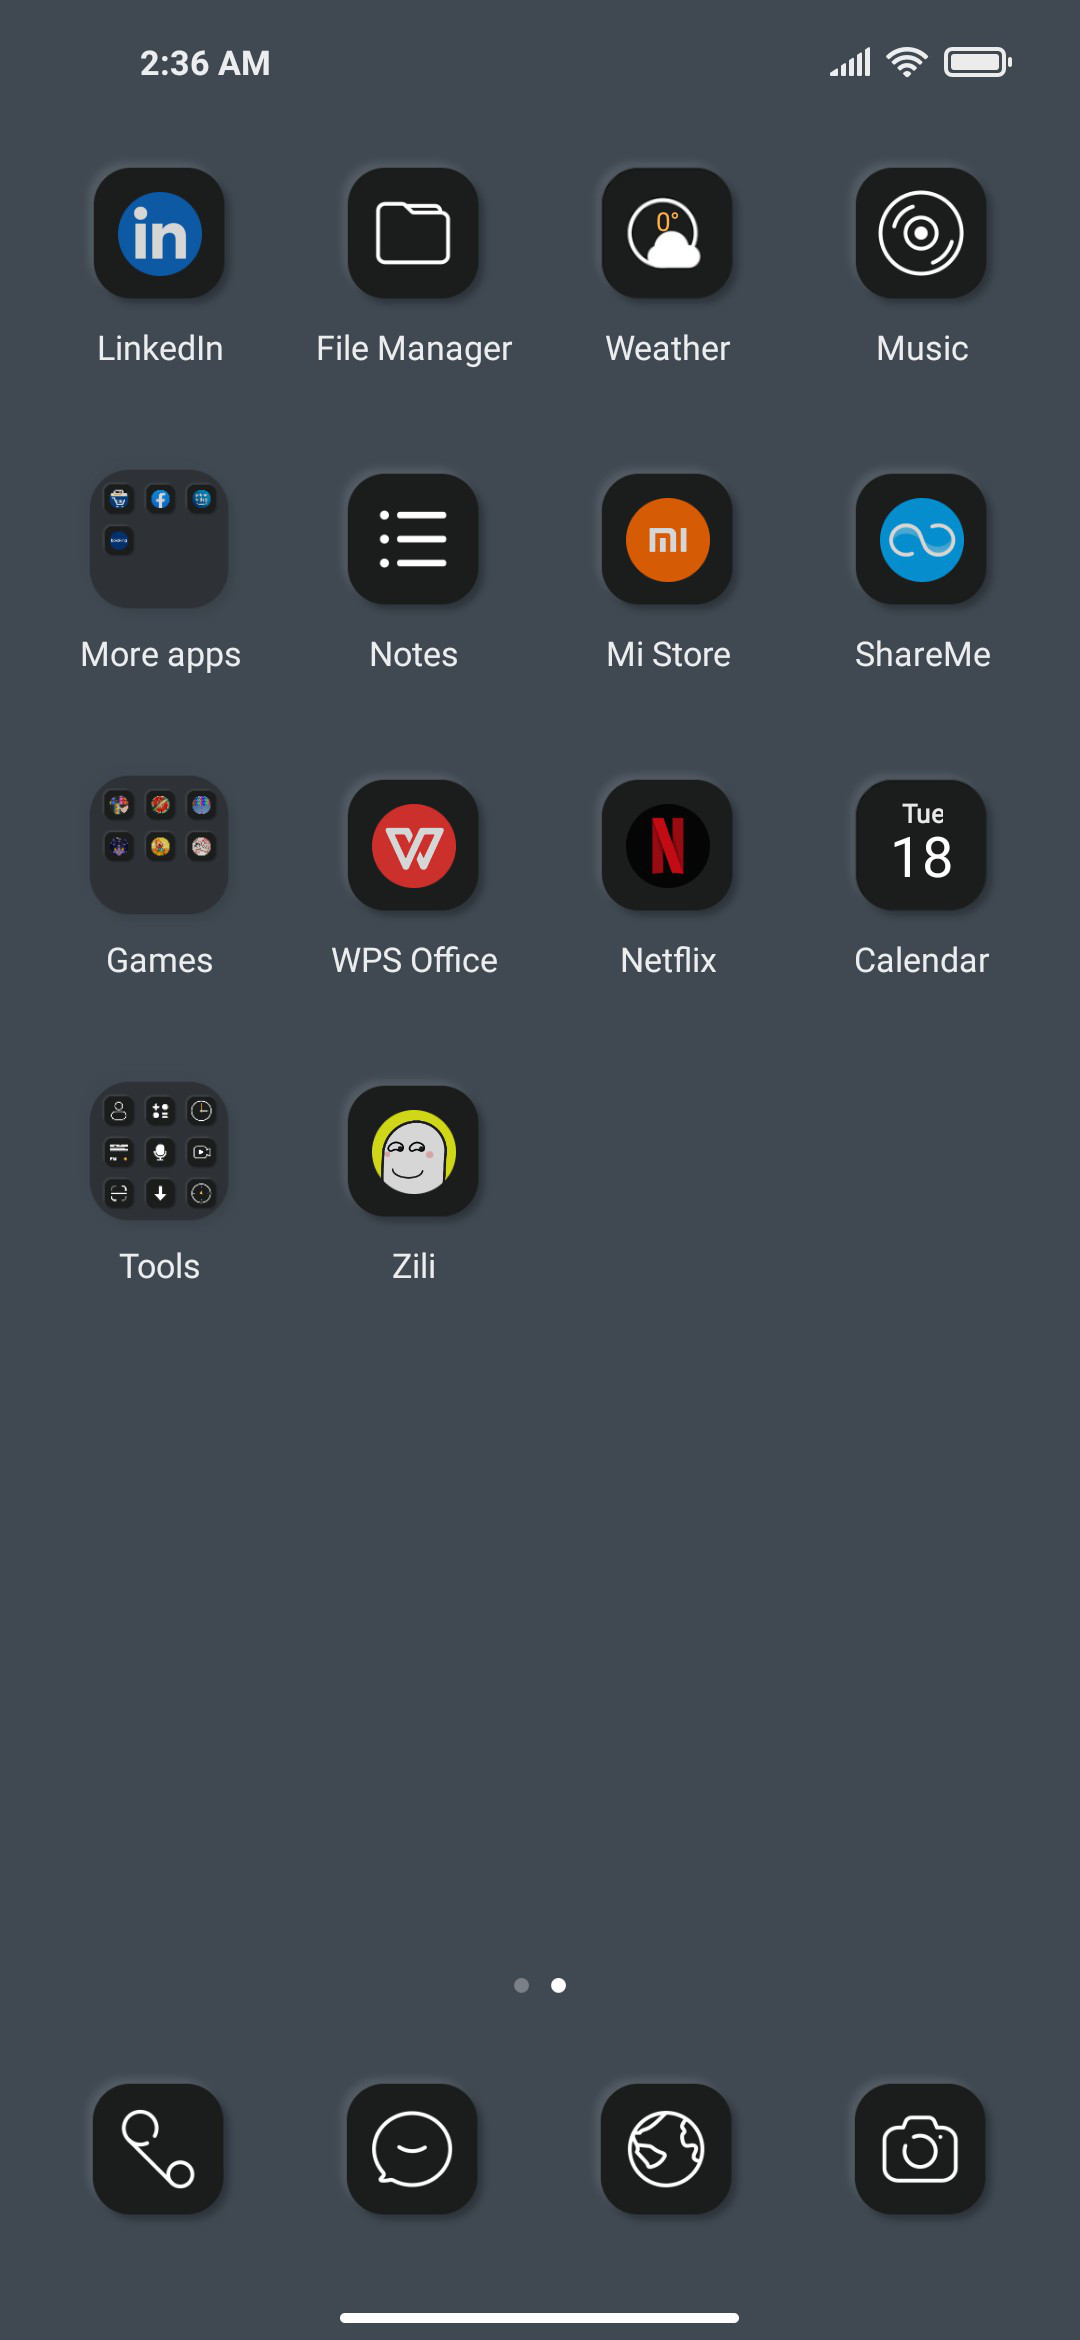 2:36 AM
in
0°
LinkedIn
File Manager
Weather
Music
More apps
Notes
Mi Store
ShareMe
Tue
18
Games
WPS Office
Netflix
Calendar
Tools
Zili